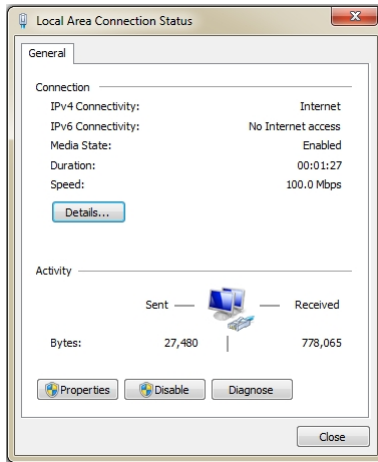 Local Area Connection Status
General
Connection
IPv4 Connectivity: Internet
IPv6 Connectivity: No Internet access
Media State: Enabled
Duration: 00:01:27
Speed: 100.0 Mbps
Details...
Activity
Sent Received
Bytes: 27,480 778,065
Properties Disable Diagnose
Close